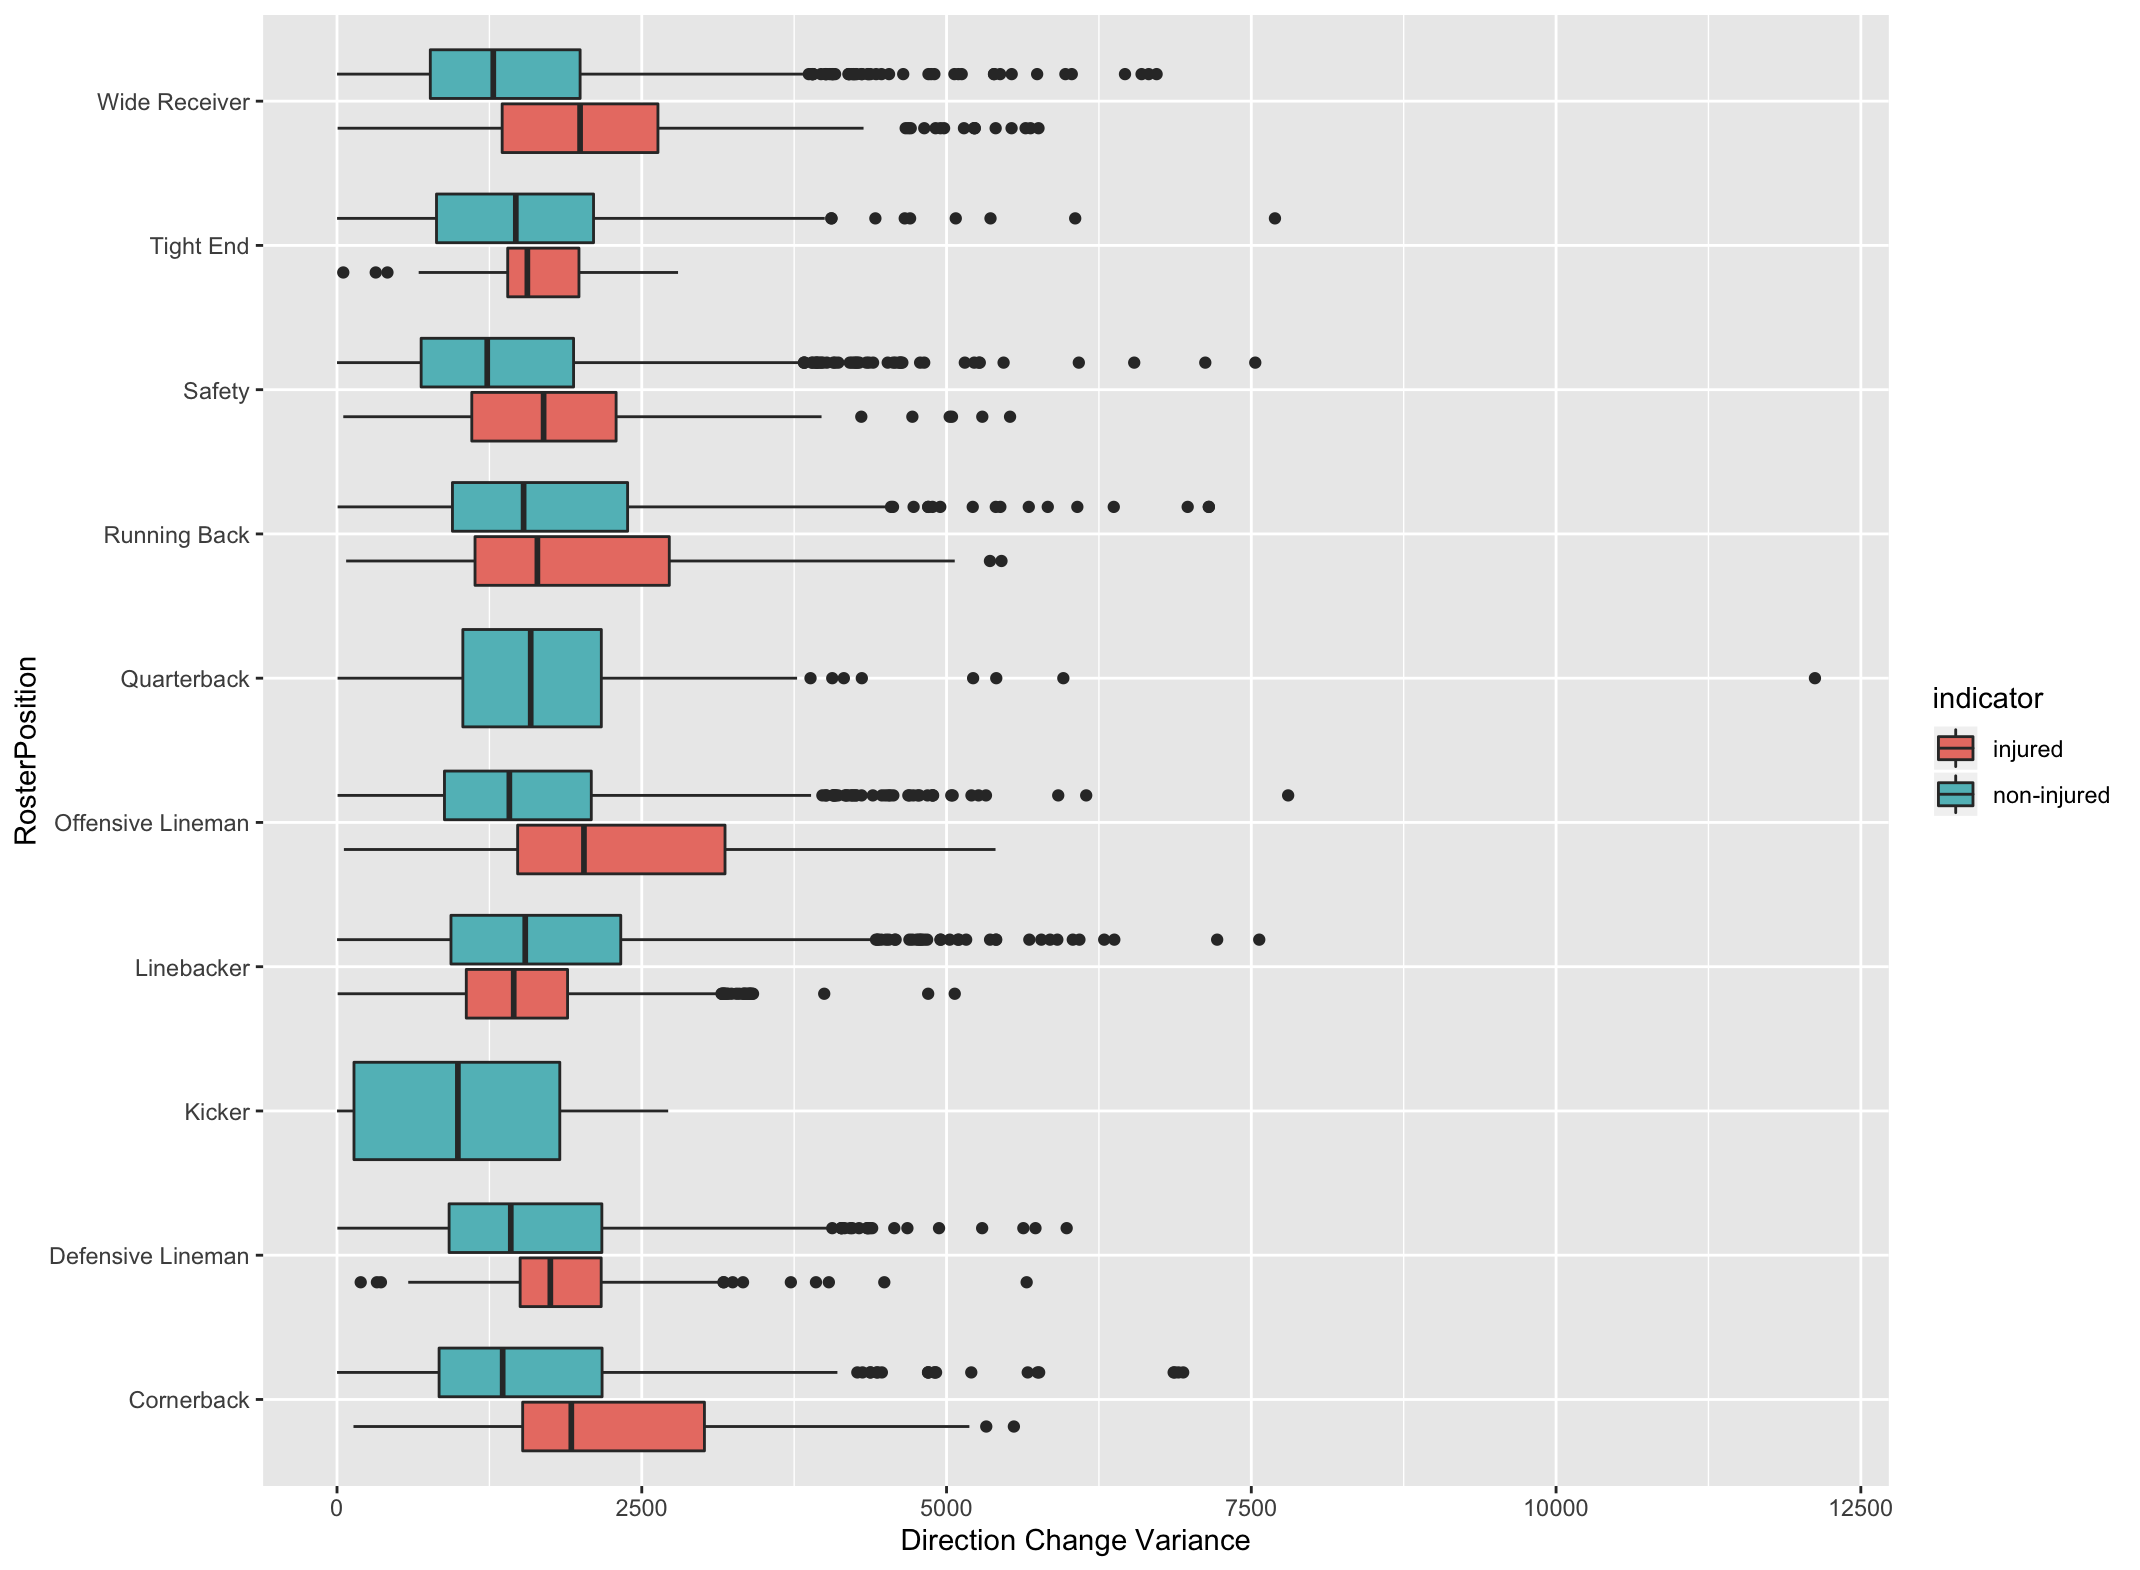 RosterPosition
Wide Receiver
Tight End
Safety
Running Back
Quarterback
Offensive Lineman
Linebacker
Kicker
Defensive Lineman
Cornerback
0 2500 5000 7500 10000 12500
Direction Change Variance
indicator
injured
non-injured